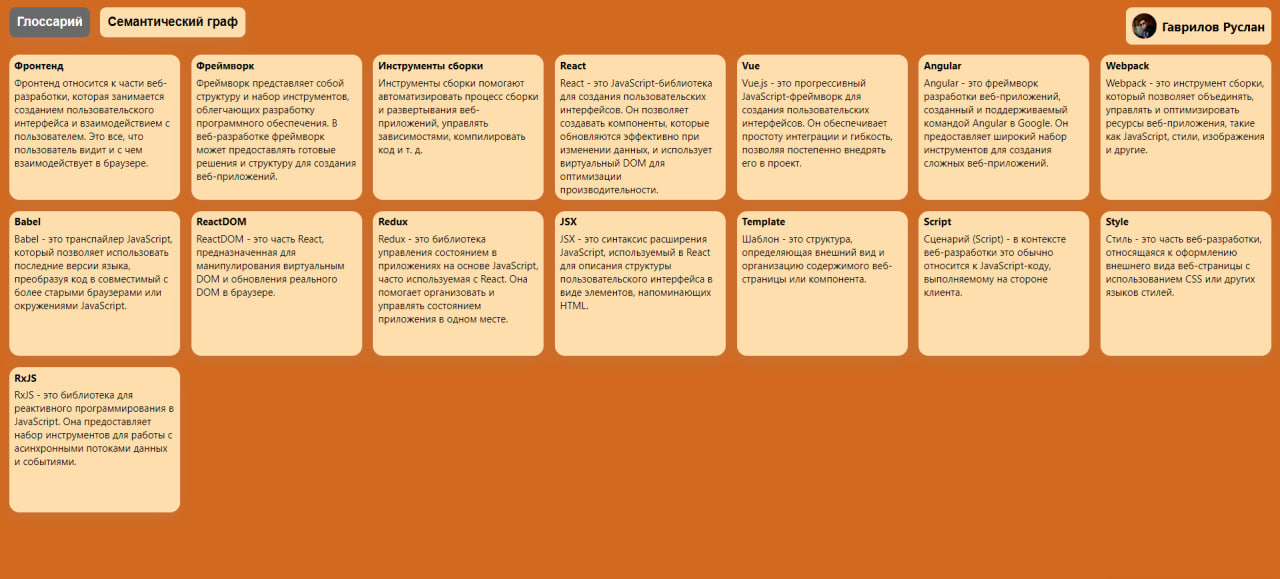 Глоссарий
Семантический граф
Гаврилов Руслан
Фронтенд
Фронтенд относится к части веб-
разработки, которая занимается
созданием пользовательского
интерфейса и взаимодействием с
пользователем. Это все, что
пользователь видит и с чем
взаимодействует в браузере.
Фреймворк
Фреймворк представляет собой
структуру и набор инструментов,
облегчающих разработку
программного обеспечения. В
веб-разработке фреймворк
может предоставлять готовые
решения и структуру для создания
веб-приложений.
Инструменты сборки
Инструменты сборки помогают
автоматизировать процесс сборки
и развертывания веб-
приложений, управлять
зависимостями, компилировать
код и т. д.
React
React - это JavaScript-библиотека
для создания пользовательских
интерфейсов. Он позволяет
создавать компоненты, которые
обновляются эффективно при
изменении данных, и использует
виртуальный DOM для
оптимизации
производительности.
Vue
Vue.js - это прогрессивный
JavaScript-фреймворк для
создания пользовательских
интерфейсов. Он обеспечивает
простоту интеграции и гибкость,
позволяя постепенно внедрять
его в проект.
Angular
Angular - это фреймворк
разработки веб-приложений,
созданный и поддерживаемый
командой Angular в Google. Он
предоставляет широкий набор
инструментов для создания
сложных веб-приложений.
Webpack
Webpack - это инструмент сборки,
который позволяет объединять,
управлять и оптимизировать
ресурсы веб-приложения, такие
как JavaScript, стили, изображения
и другие.
Babel
Babel - это транспайлер JavaScript,
который позволяет использовать
последние версии языка,
преобразуя код в совместимый с
более старыми браузерами или
окружениями JavaScript.
ReactDOM
ReactDOM - это часть React,
предназначенная для
манипулирования виртуальным
DOM и обновления реального
DOM в браузере.
Redux
Redux - это библиотека
управления состоянием в
приложениях на основе JavaScript,
часто используемая с React. Она
помогает организовать и
управлять состоянием
приложения в одном месте.
JSX
JSX - это синтаксис расширения
JavaScript, используемый в React
для описания структуры
пользовательского интерфейса в
виде элементов, напоминающих
HTML.
Template
Шаблон - это структура,
определяющая внешний вид и
организацию содержимого веб-
страницы или компонента.
Script
Сценарий (Script) - в контексте
веб-разработки это обычно
относится к JavaScript-коду,
выполняемому на стороне
клиента.
Style
Стиль - это часть веб-разработки,
относящаяся к оформлению
внешнего вида веб-страницы с
использованием CSS или других
языков стилей.
RxJS
RxJS - это библиотека для
реактивного программирования в
JavaScript. Она предоставляет
набор инструментов для работы с
асинхронными потоками данных
и событиями.